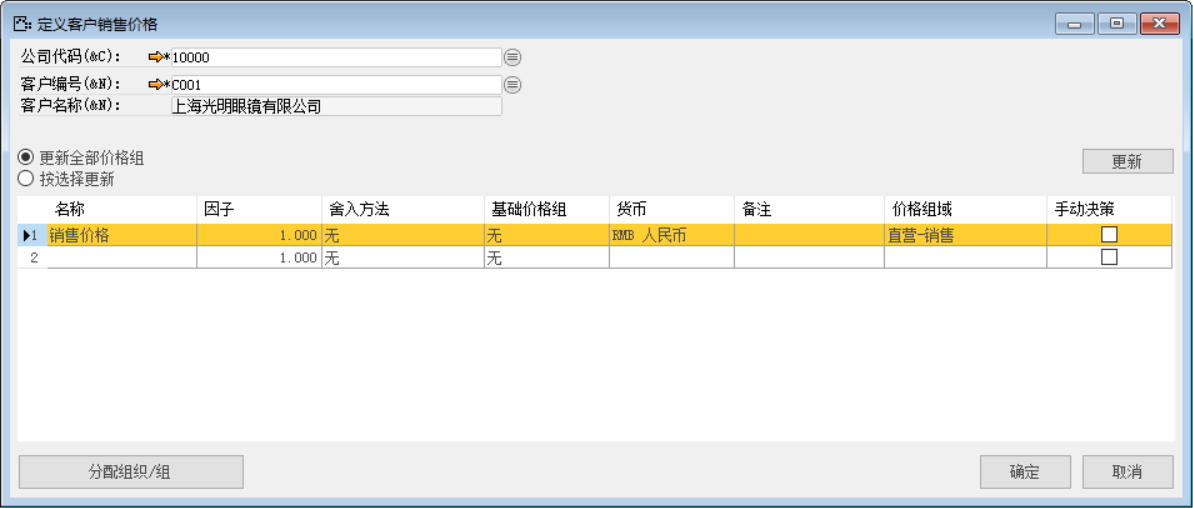 定义客户销售价格
公司代码(&C): *10000
客户编号(&N): *C001
客户名称(&N): 上海光明眼镜有限公司
更新全部价格组
更新
按选择更新
名称 因子 舍入方法 基础价格组 货币 备注 价格组域 手动决策
1 销售价格 1.000 无 无 RMB 人民币 直营-销售
2 1.000 无 无
分配组织/组 确定 取消